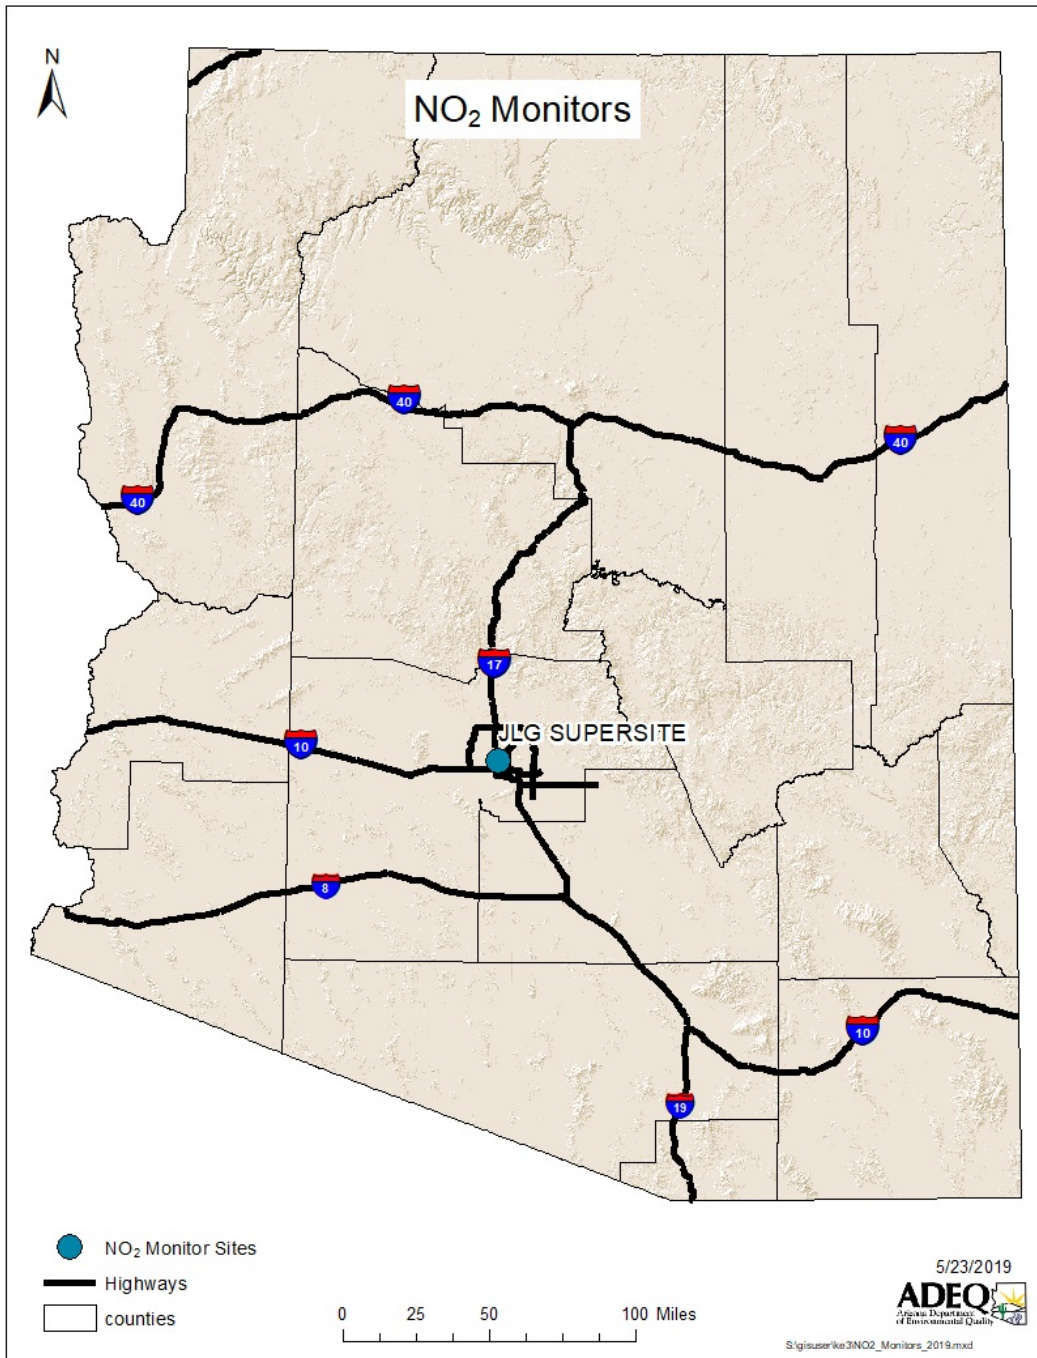 N
NO₂ Monitors
40
40
40
17
JLG SUPERSITE
10
8
10
19
NO₂ Monitor Sites
Highways
counties
0 25 50 100 Miles
5/23/2019
ADEQ
Arizona Department
of Environmental Quality
S:\gisuser\ke3\NO2_Monitors_2019.mxd